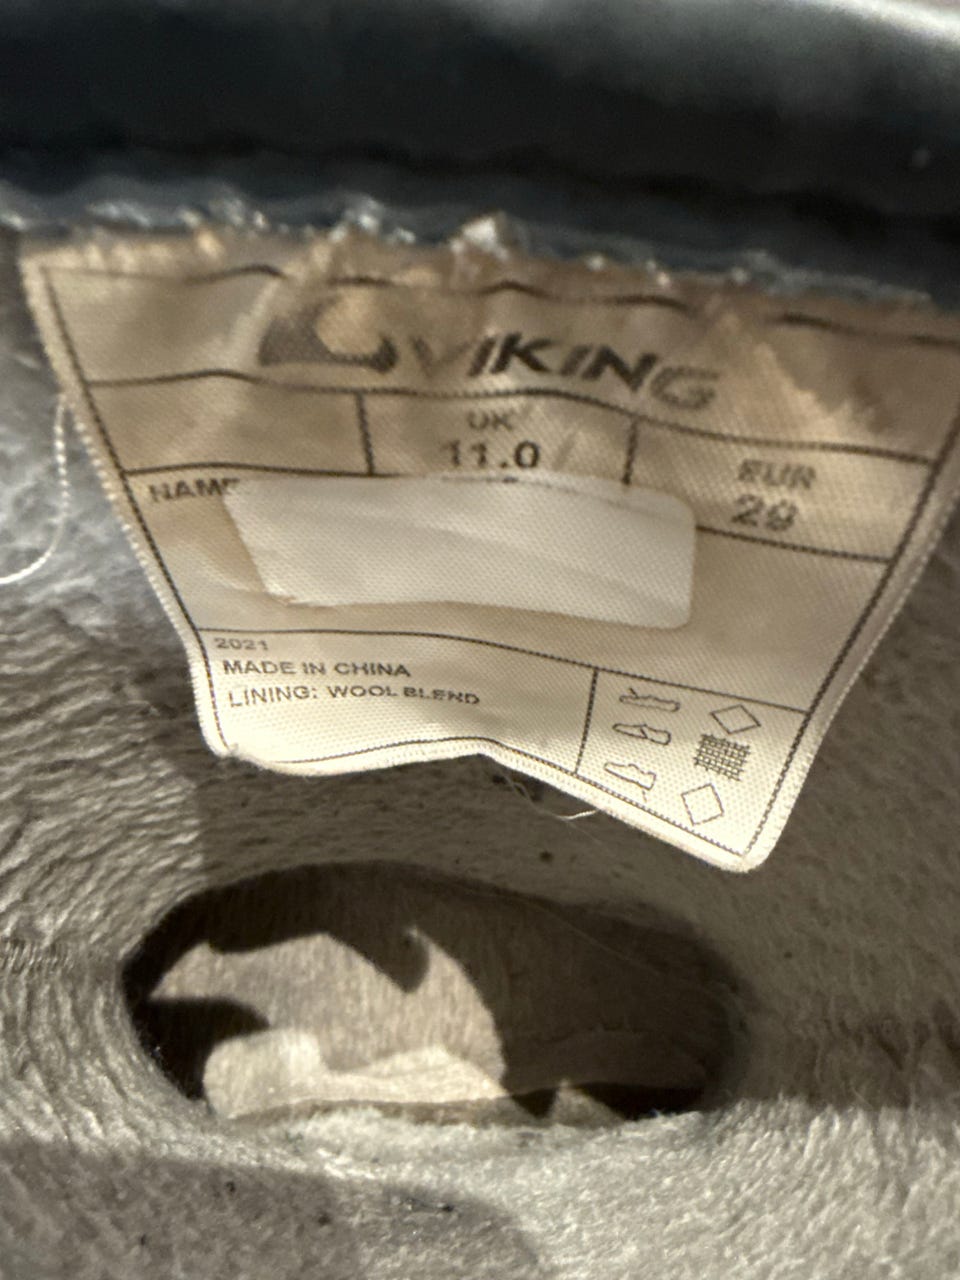 VIKING
UK
11.0
EUR
29
NAME
2021
MADE IN CHINA
LINING: WOOL BLEND